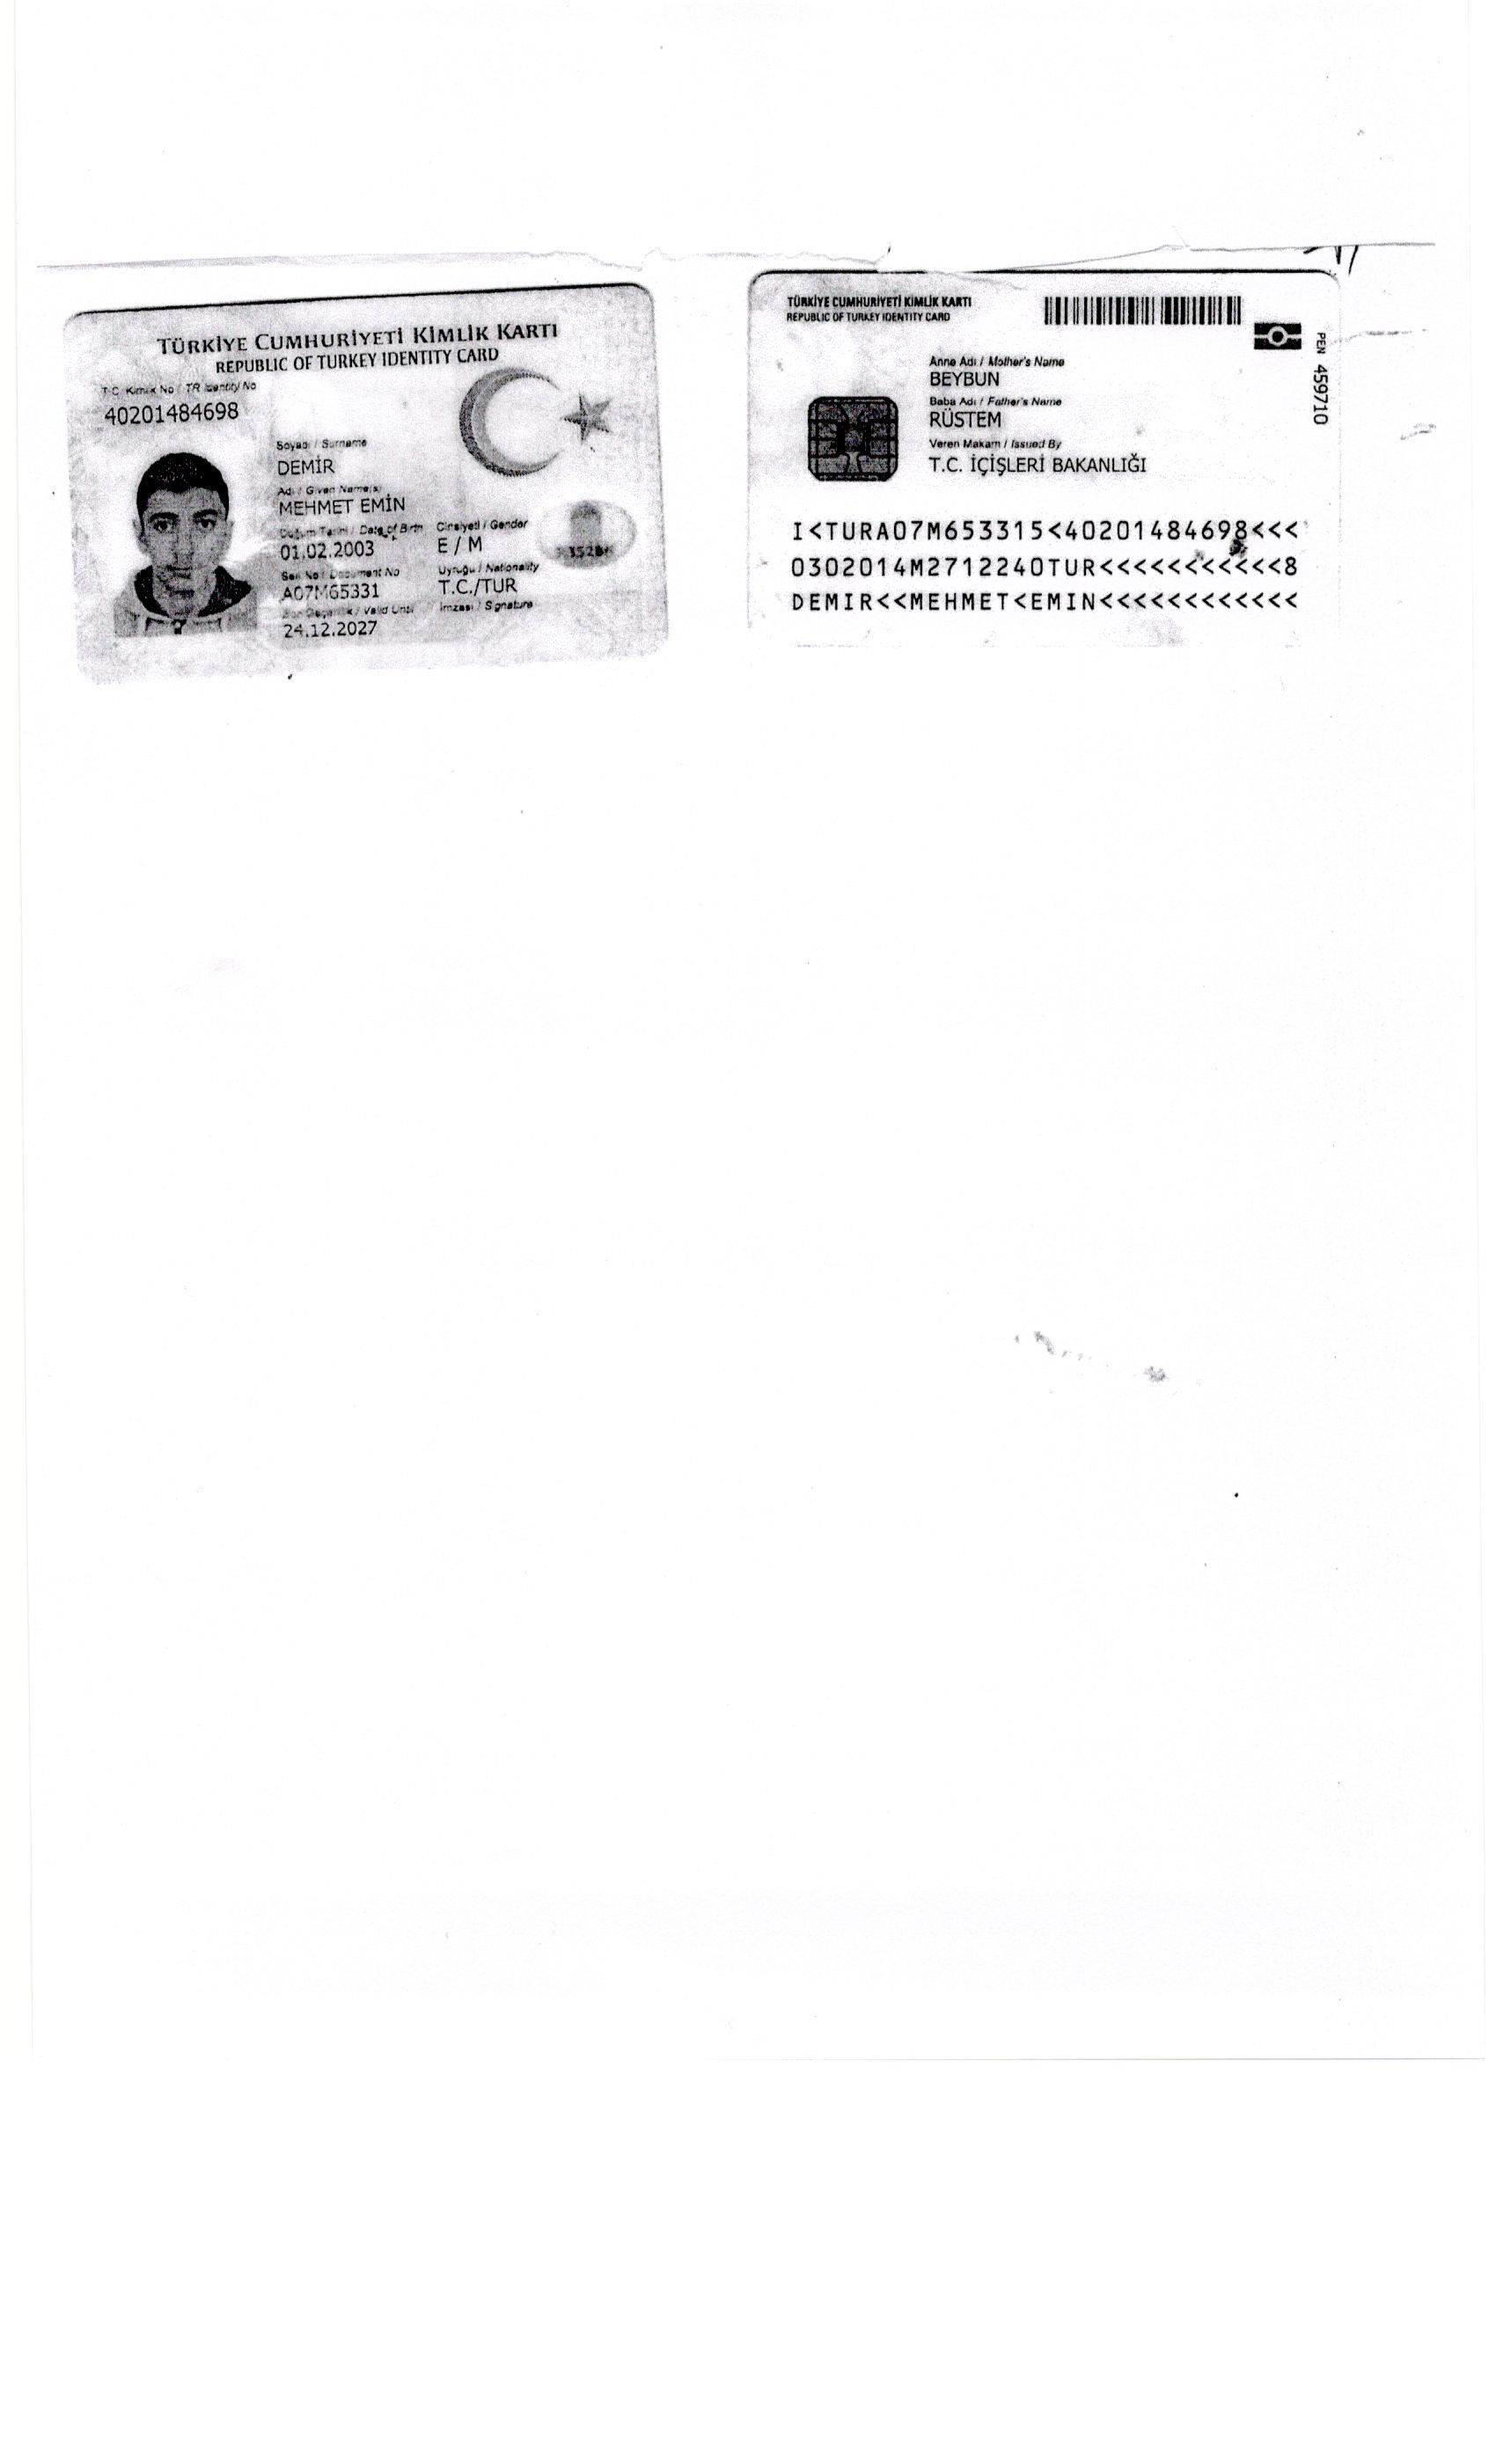 TÜRKİYE CUMHURİYETİ KİMLİK KARTI
REPUBLIC OF TURKEY IDENTITY CARD
T.C. Kimlik No / TR Identity No
40201484698
Soyadı / Surname
DEMİR
Adı / Given Name(s)
MEHMET EMİN
Doğum Tarihi / Date of Birth
01.02.2003
Cinsiyeti / Gender
E / M
Seri No / Document No
A07M65331
Uyruğu / Nationality
T.C./TUR
Son Geçerlilik / Valid Until
24.12.2027
İmzası / Signature
TÜRKİYE CUMHURİYETİ KİMLİK KARTI
REPUBLIC OF TURKEY IDENTITY CARD
Anne Adı / Mother's Name
BEYBUN
Baba Adı / Father's Name
RÜSTEM
Veren Makam / Issued By
T.C. İÇİŞLERİ BAKANLIĞI
PEN 459710
I<TURA07M653315<40201484698<<<
0302014M2712240TUR<<<<<<<<<<<8
DEMIR<<MEHMET<EMIN<<<<<<<<<<<<